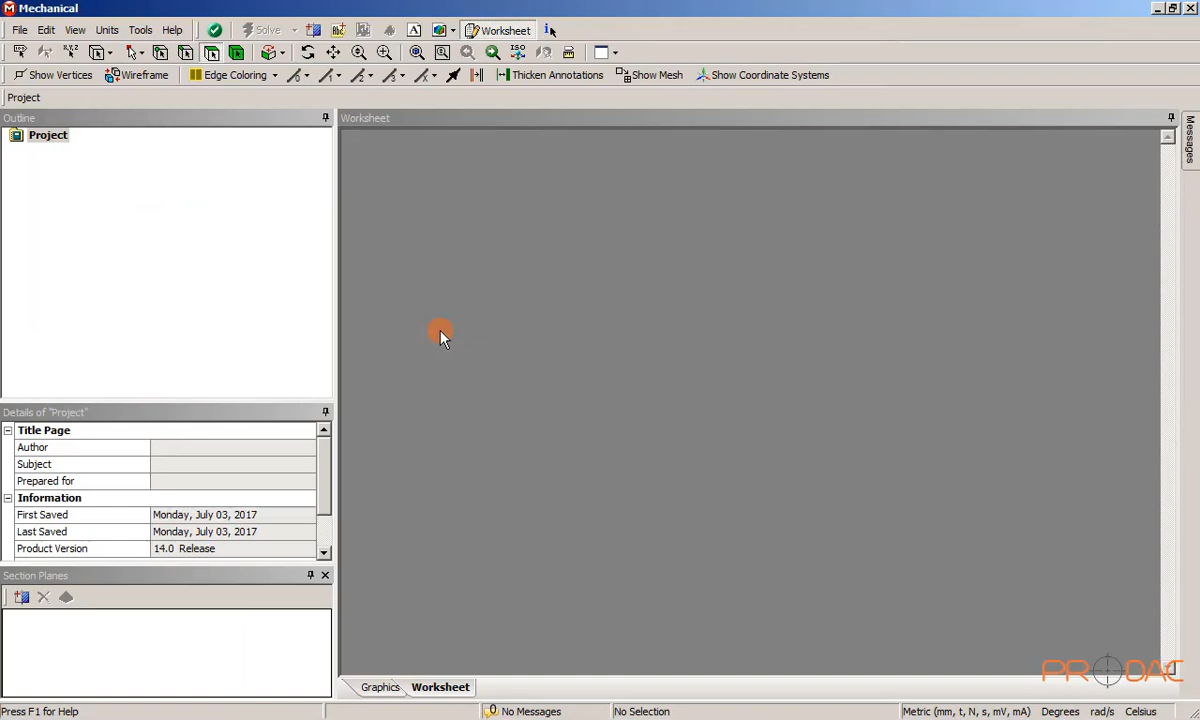 Mechanical
File Edit View Units Tools Help Solve Worksheet
Show Vertices Wireframe Edge Coloring Thicken Annotations Show Mesh Show Coordinate Systems
Project
Outline
Project
Worksheet
Messages
Details of "Project"
Title Page
Author
Subject
Prepared for
Information
First Saved Monday, July 03, 2017
Last Saved Monday, July 03, 2017
Product Version 14.0 Release
Section Planes
Graphics Worksheet
PRODAC
Press F1 for Help No Messages No Selection Metric (mm, t, N, s, mV, mA) Degrees rad/s Celsius